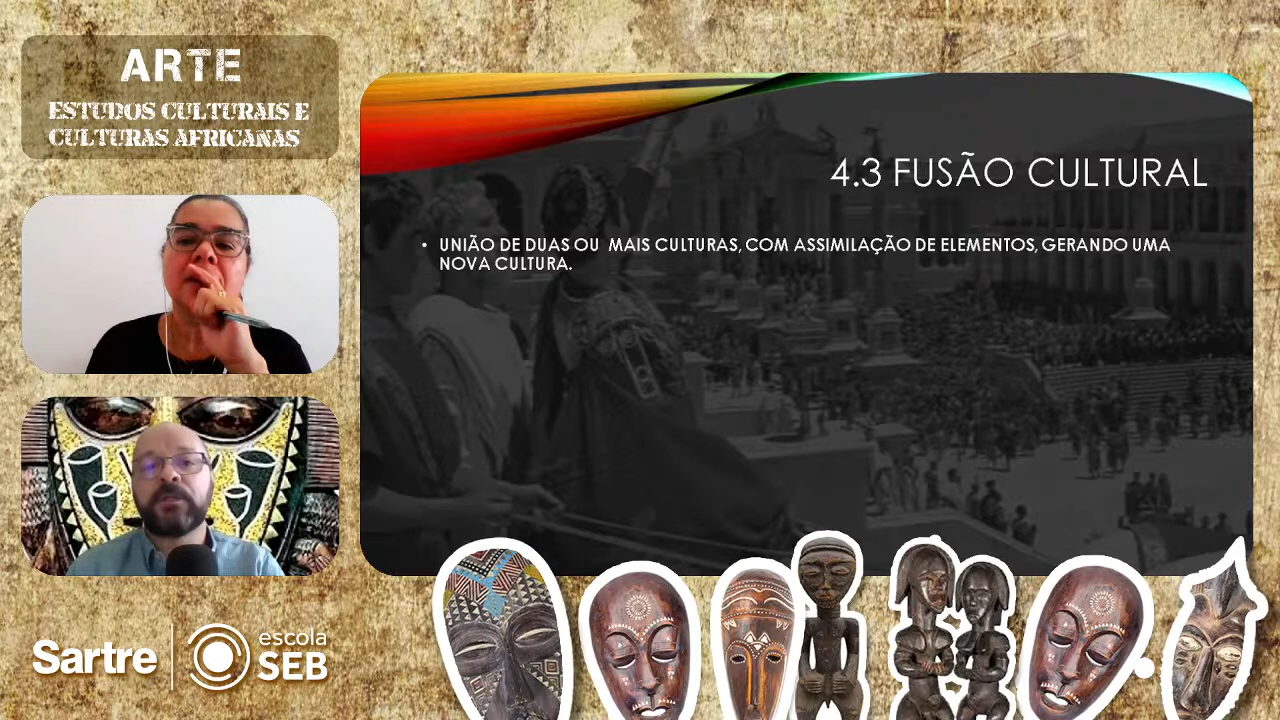 ARTE
ESTUDOS CULTURAIS E
CULTURAS AFRICANAS
4.3 FUSÃO CULTURAL
• UNIÃO DE DUAS OU MAIS CULTURAS, COM ASSIMILAÇÃO DE ELEMENTOS, GERANDO UMA
NOVA CULTURA.
Sartre
escola
SEB